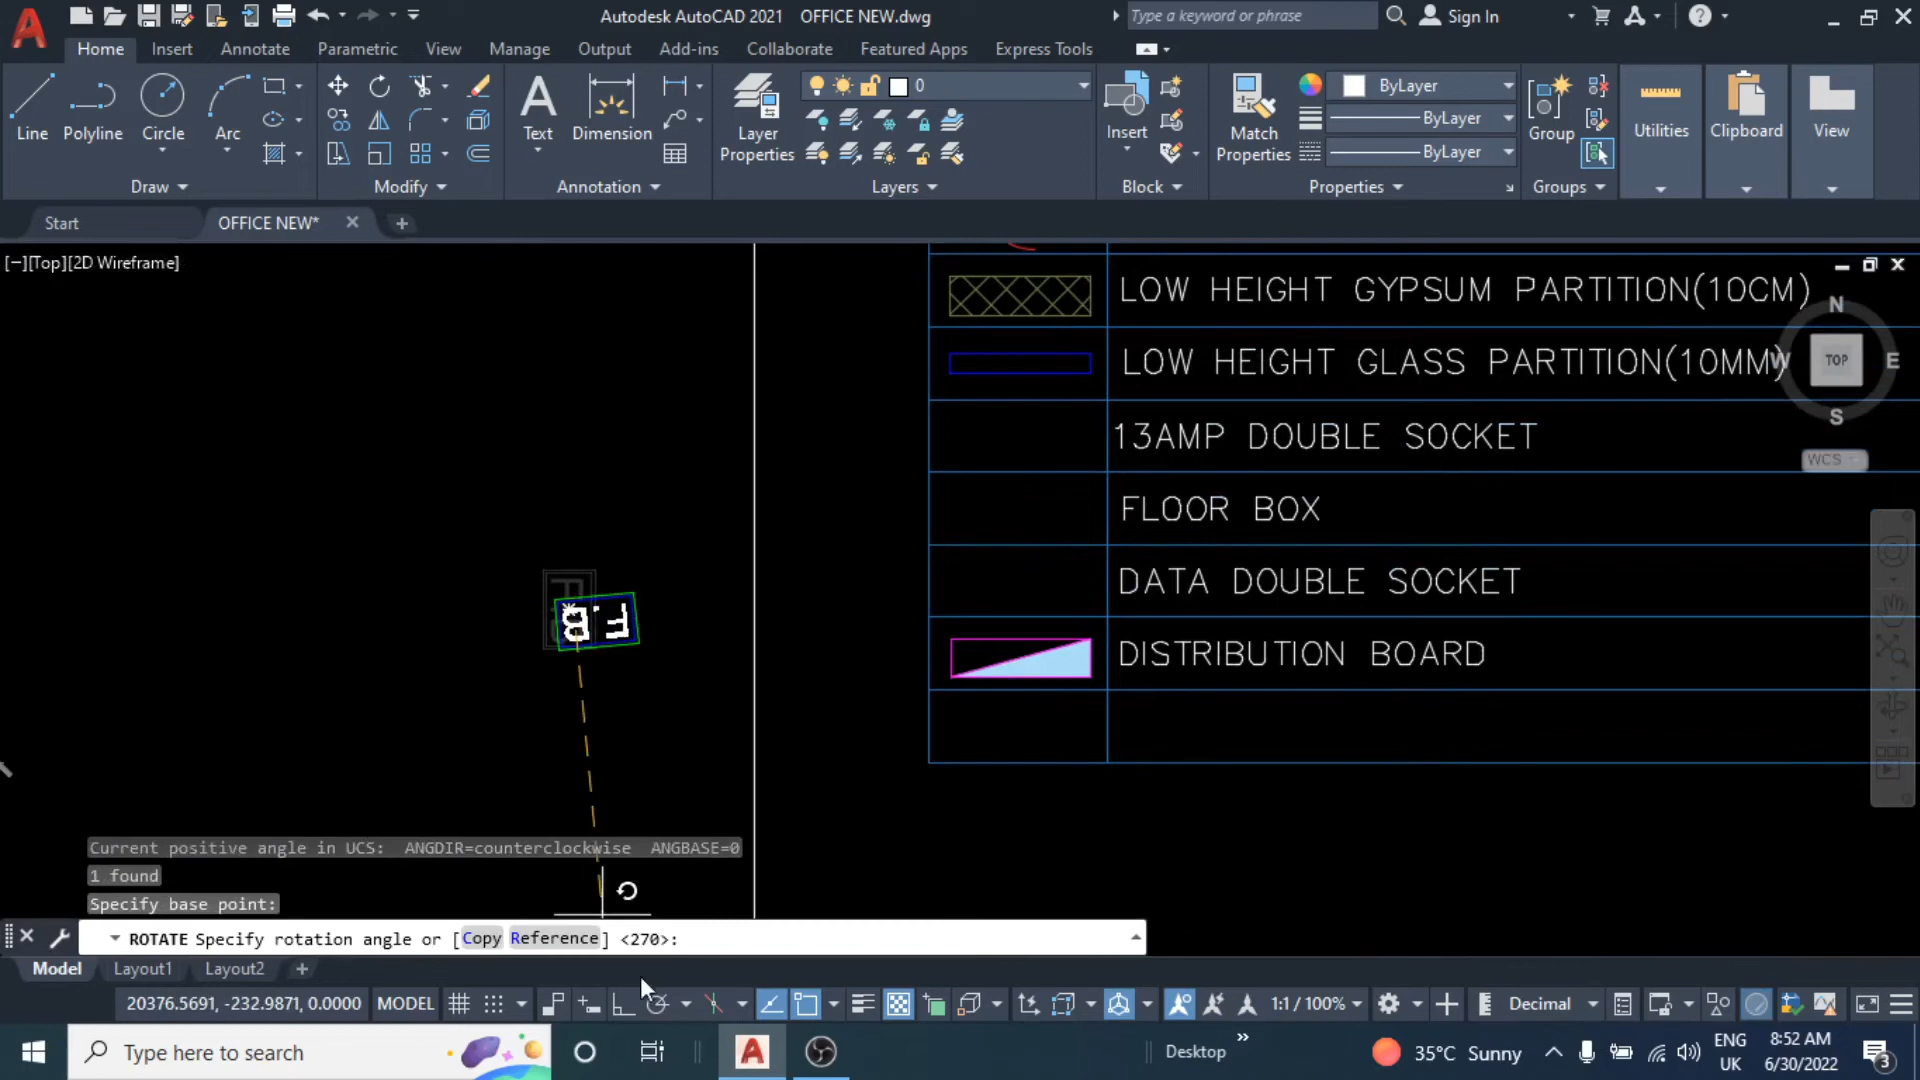 Autodesk AutoCAD 2021 OFFICE NEW.dwg
Type a keyword or phrase
Sign In
Home Insert Annotate Parametric View Manage Output Add-ins Collaborate Featured Apps Express Tools
0
ByLayer
ByLayer
ByLayer
Line Polyline Circle Arc
Text Dimension
Layer Properties
Insert
Match Properties
Group
Utilities
Clipboard
View
Draw Modify Annotation Layers Block Properties Groups
Start
OFFICE NEW*
[−][Top][2D Wireframe]
LOW HEIGHT GYPSUM PARTITION(10CM)
LOW HEIGHT GLASS PARTITION(10MM)
13AMP DOUBLE SOCKET
FLOOR BOX
DATA DOUBLE SOCKET
DISTRIBUTION BOARD
N
W
TOP
E
S
WCS
F.B
Current positive angle in UCS: ANGDIR=counterclockwise ANGBASE=0
1 found
Specify base point:
ROTATE Specify rotation angle or [Copy Reference] <270>:
Model Layout1 Layout2
20376.5691, -232.9871, 0.0000 MODEL
1:1 / 100%
Decimal
Type here to search
Desktop
35°C Sunny
ENG
UK
8:52 AM
6/30/2022
3